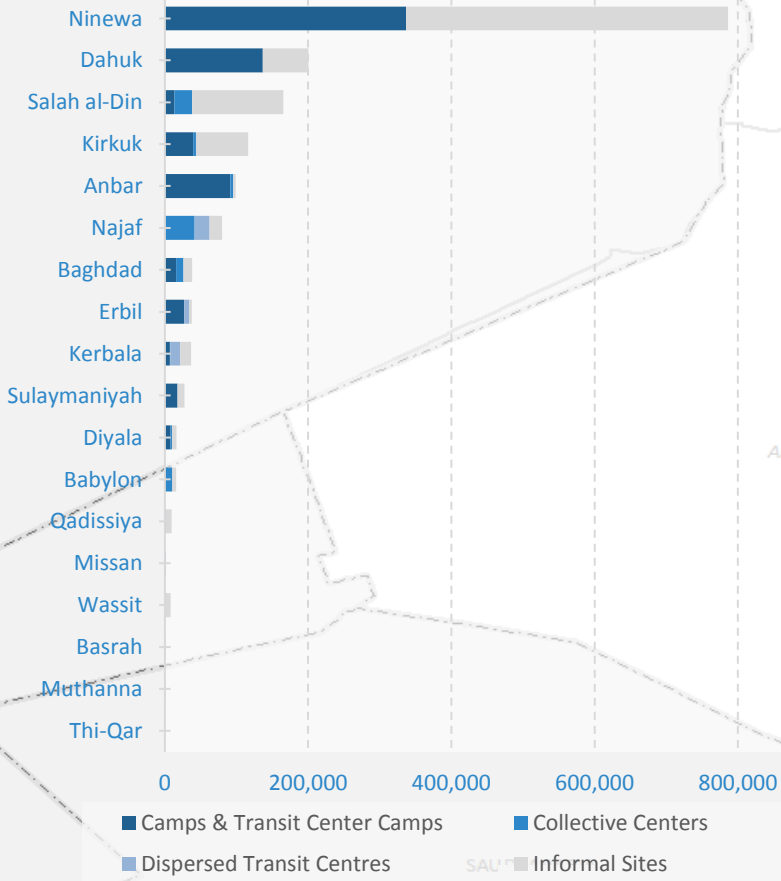 Ninewa
Dahuk
Salah al-Din
Kirkuk
Anbar
Najaf
Baghdad
Erbil
Kerbala
Sulaymaniyah
Diyala
Babylon
Qadissiya
Missan
Wassit
Basrah
Muthanna
Thi-Qar
0 200,000 400,000 600,000 800,000
Camps & Transit Center Camps Collective Centers
Dispersed Transit Centres Informal Sites